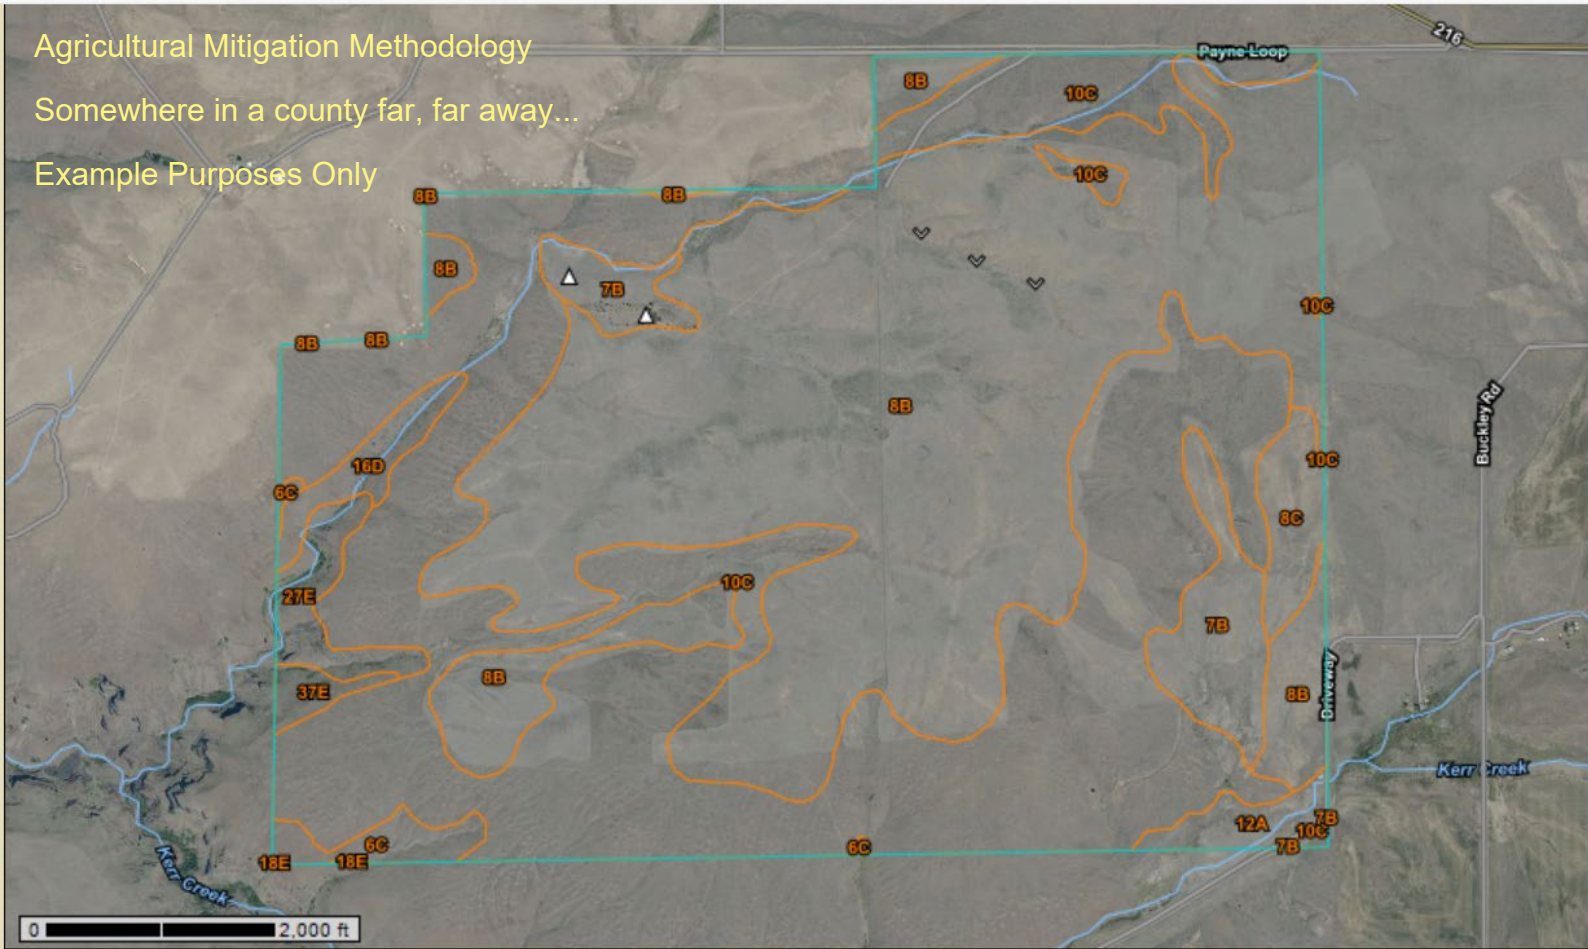 Agricultural Mitigation Methodology
Somewhere in a county far, far away...
Example Purposes Only
216
Payne Loop
8B
10C
10C
8B
8B
8B
7B
10C
8B
8B
8B
10C
16D
6C
8C
10C
27E
7B
8B
37E
8B
Driveway
Buckley Rd
Kerr Creek
12A
7B
10C
7B
6C
6C
18E
18E
Kerr Creek
0
2,000 ft